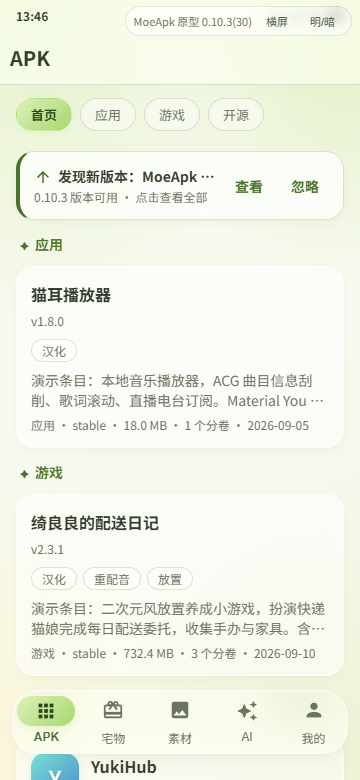 13:46
MoeApk 原型 0.10.3(30) 横屏 明/暗
APK
首页 应用 游戏 开源
发现新版本：MoeApk …
0.10.3 版本可用 · 点击查看全部
查看 忽略
应用
猫耳播放器
v1.8.0
汉化
演示条目：本地音乐播放器，ACG 曲目信息刮
削、歌词滚动、直播电台订阅。Material You …
应用 · stable · 18.0 MB · 1 个分卷 · 2026-09-05
游戏
绮良良的配送日记
v2.3.1
汉化 重配音 放置
演示条目：二次元风放置养成小游戏，扮演快递
猫娘完成每日配送委托，收集手办与家具。含…
游戏 · stable · 732.4 MB · 3 个分卷 · 2026-09-10
APK 宅物 素材 AI 我的
Y YukiHub